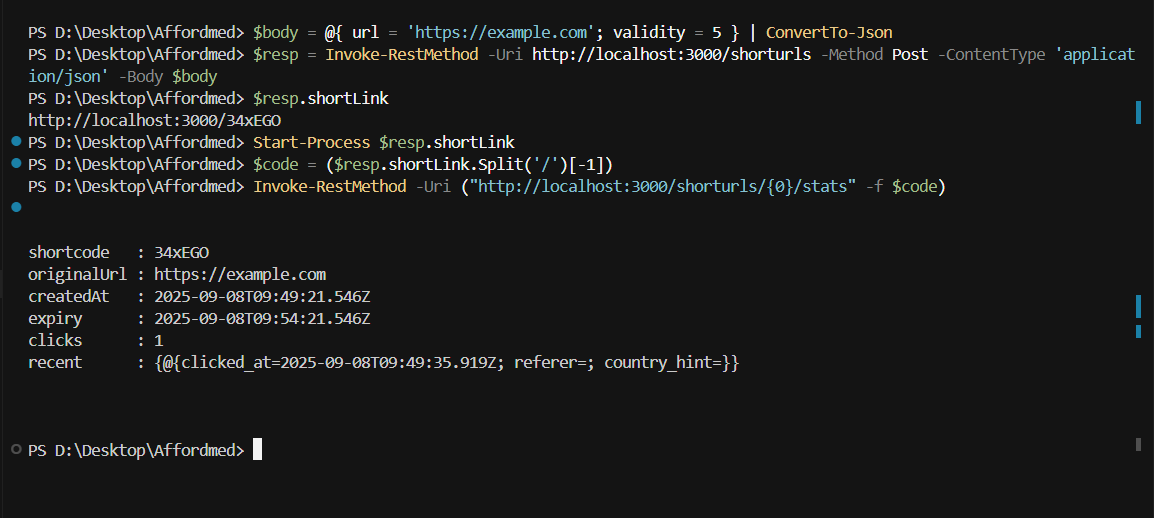 PS D:\Desktop\Affordmed> $body = @{ url = 'https://example.com'; validity = 5 } | ConvertTo-Json
PS D:\Desktop\Affordmed> $resp = Invoke-RestMethod -Uri http://localhost:3000/shorturls -Method Post -ContentType 'applicat
ion/json' -Body $body
PS D:\Desktop\Affordmed> $resp.shortLink
http://localhost:3000/34xEGO
PS D:\Desktop\Affordmed> Start-Process $resp.shortLink
PS D:\Desktop\Affordmed> $code = ($resp.shortLink.Split('/')[-1])
PS D:\Desktop\Affordmed> Invoke-RestMethod -Uri ("http://localhost:3000/shorturls/{0}/stats" -f $code)
shortcode   : 34xEGO
originalUrl : https://example.com
createdAt   : 2025-09-08T09:49:21.546Z
expiry      : 2025-09-08T09:54:21.546Z
clicks      : 1
recent      : {@{clicked_at=2025-09-08T09:49:35.919Z; referer=; country_hint=}}
PS D:\Desktop\Affordmed>